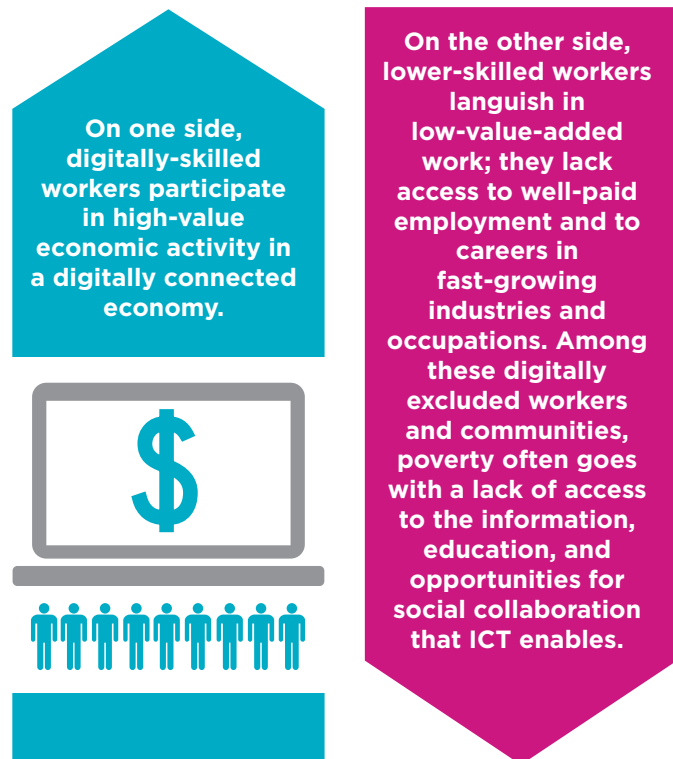 On one side,
digitally-skilled
workers participate
in high-value
economic activity in
a digitally connected
economy.
$
On the other side,
lower-skilled workers
languish in
low-value-added
work; they lack
access to well-paid
employment and to
careers in
fast-growing
industries and
occupations. Among
these digitally
excluded workers
and communities,
poverty often goes
with a lack of access
to the information,
education, and
opportunities for
social collaboration
that ICT enables.